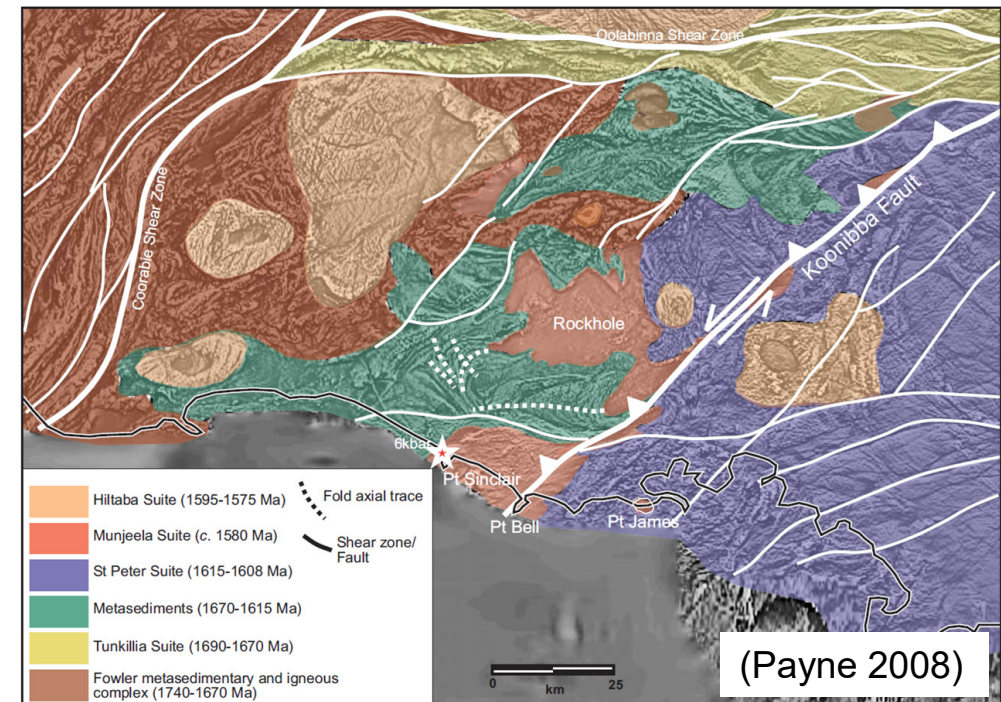 Oolabinna Shear Zone
Coorable Shear Zone
Koonibba Fault
Rockhole
6kbar
Pt Sinclair
Pt Bell
Pt James
Hiltaba Suite (1595-1575 Ma)
Munjeela Suite (c. 1580 Ma)
St Peter Suite (1615-1608 Ma)
Metasediments (1670-1615 Ma)
Tunkillia Suite (1690-1670 Ma)
Fowler metasedimentary and igneous
complex (1740-1670 Ma)
Fold axial trace
Shear zone/
Fault
0 25
km
(Payne 2008)